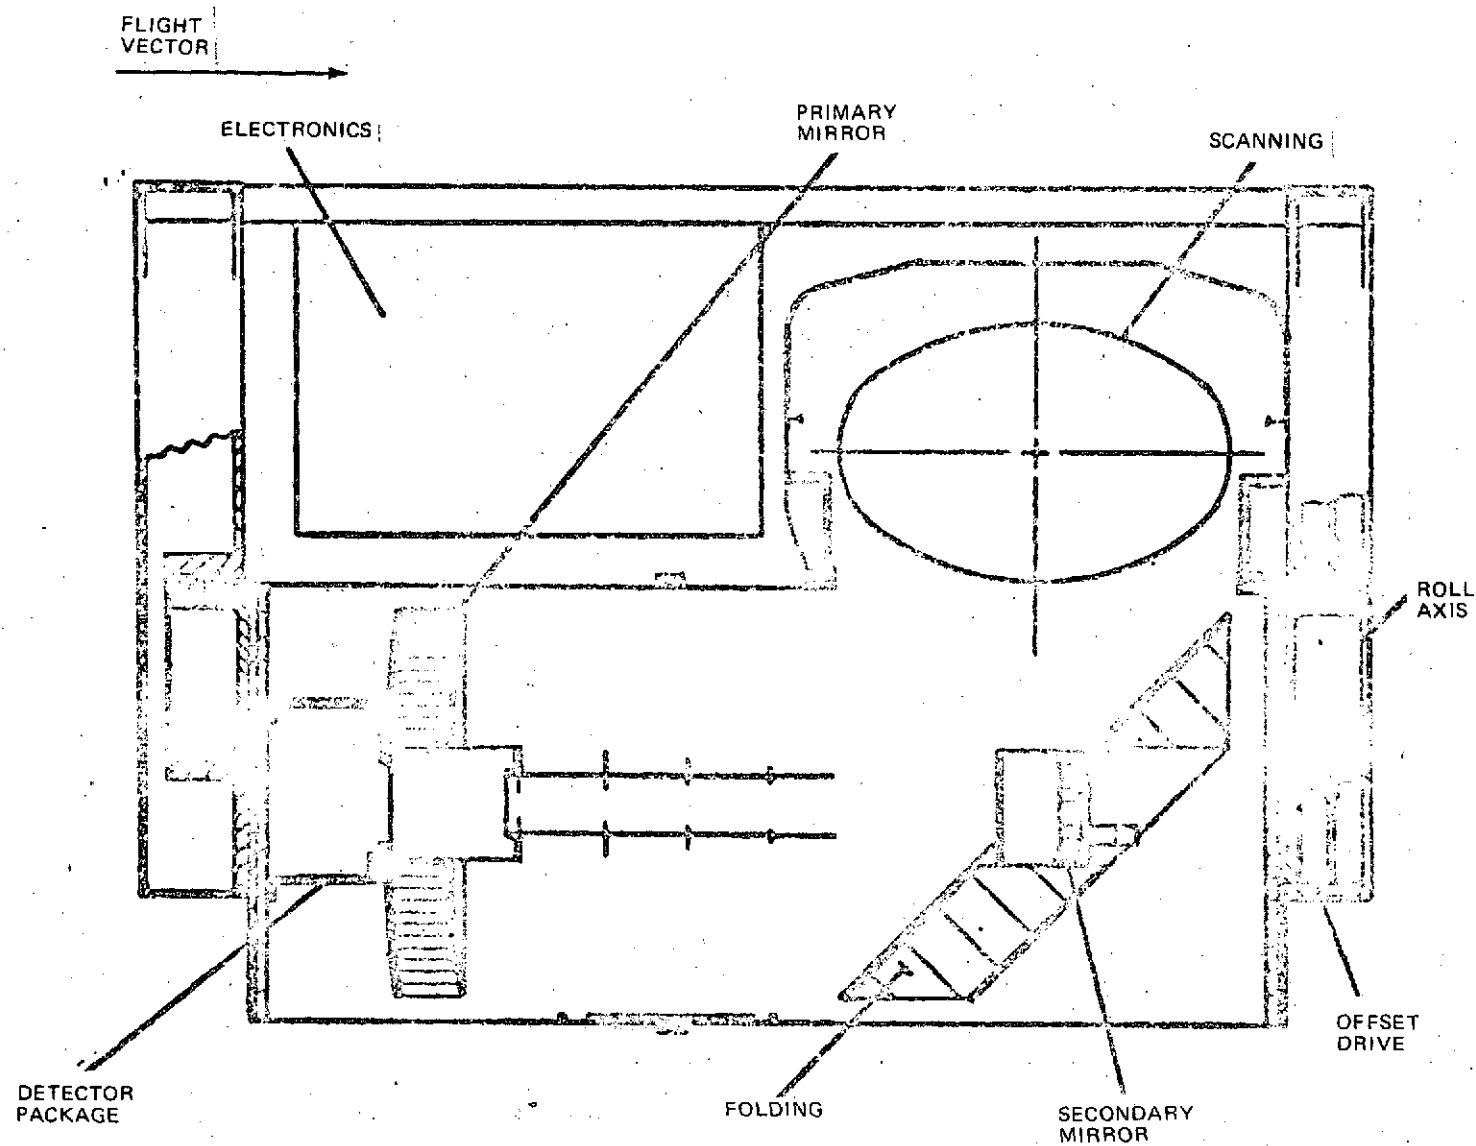 FLIGHT
VECTOR
ELECTRONICS
PRIMARY
MIRROR
SCANNING
ROLL
AXIS
OFFSET
DRIVE
DETECTOR
PACKAGE
FOLDING
SECONDARY
MIRROR